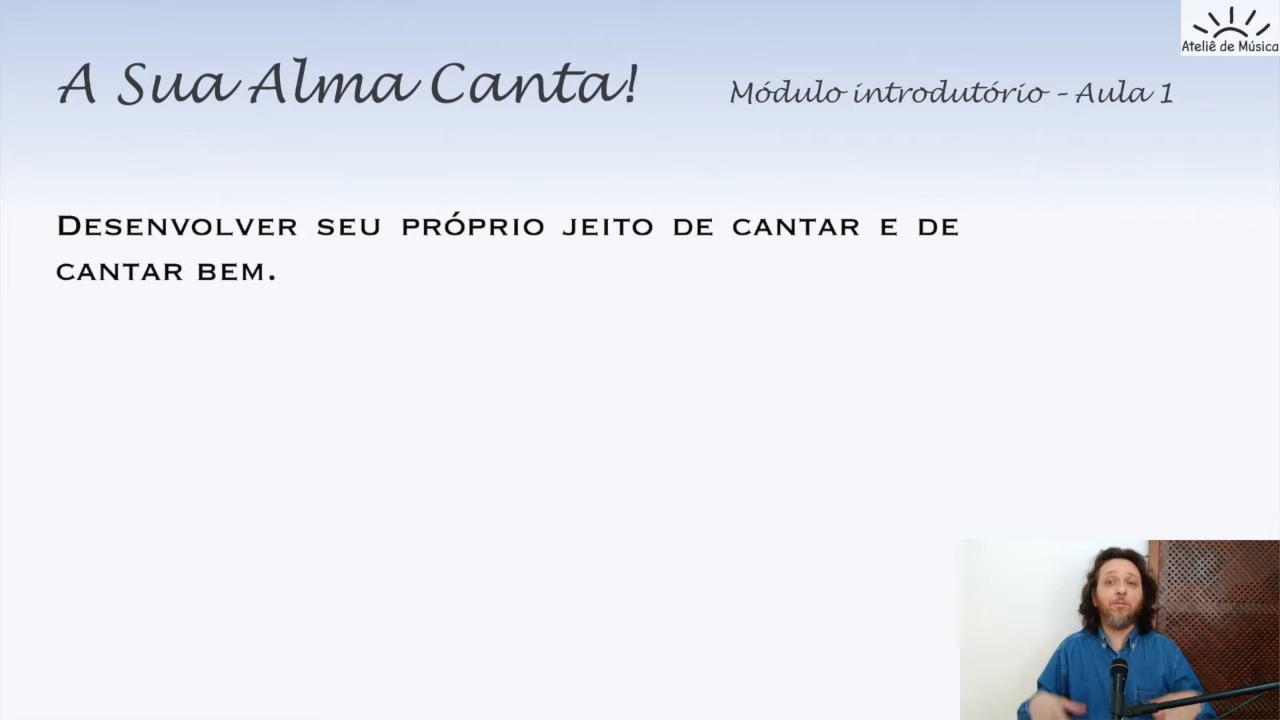 A Sua Alma Canta!
Módulo introdutório – Aula 1
Ateliê de Música
Desenvolver seu próprio jeito de cantar e de
cantar bem.